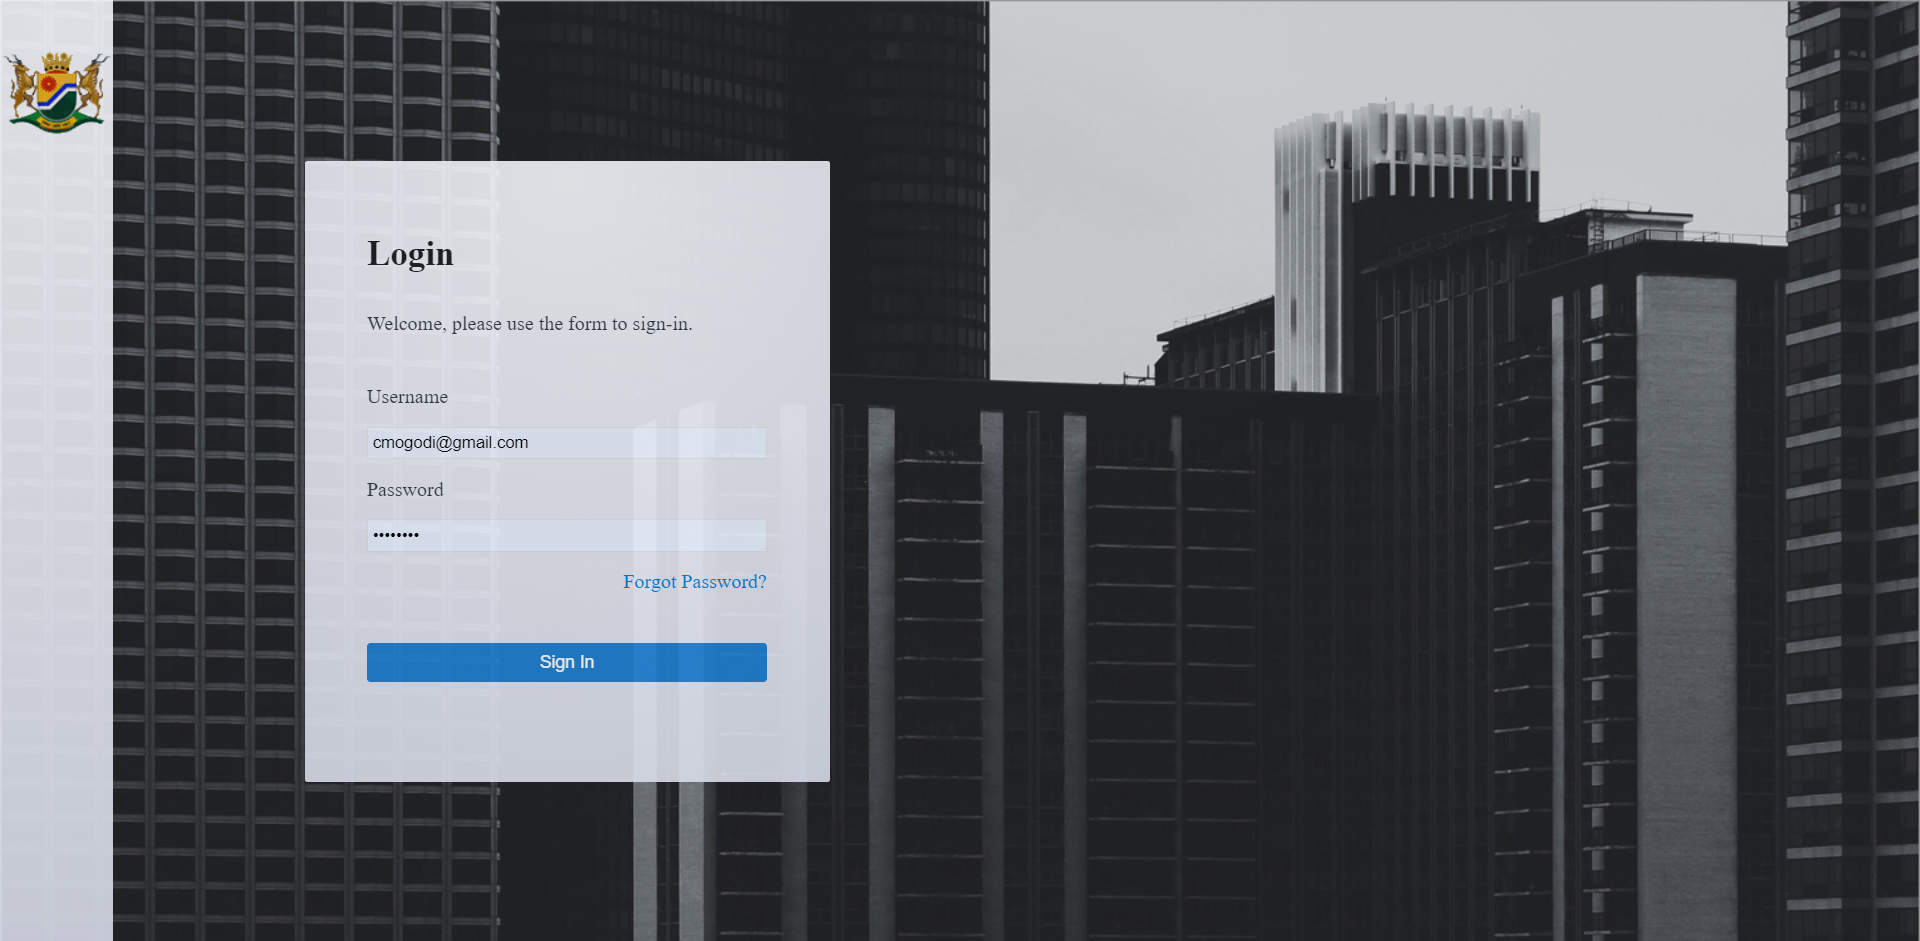 Login
Welcome, please use the form to sign-in.
Username
cmogodi@gmail.com
Password
••••••••
Forgot Password?
Sign In